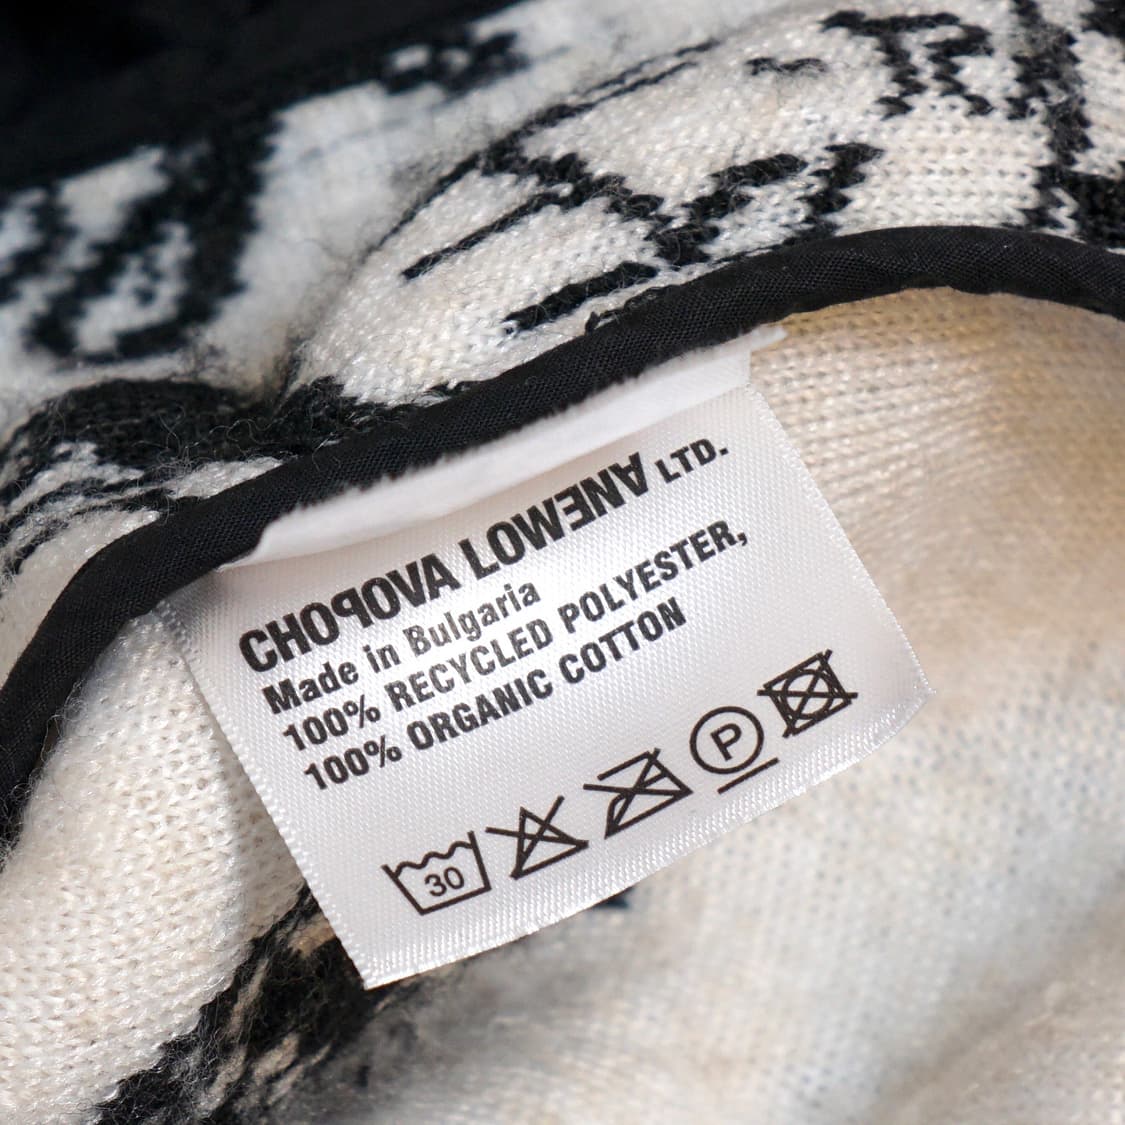 CHOPOVA LOWENA LTD.
Made in Bulgaria
100% RECYCLED POLYESTER,
100% ORGANIC COTTON
30
P